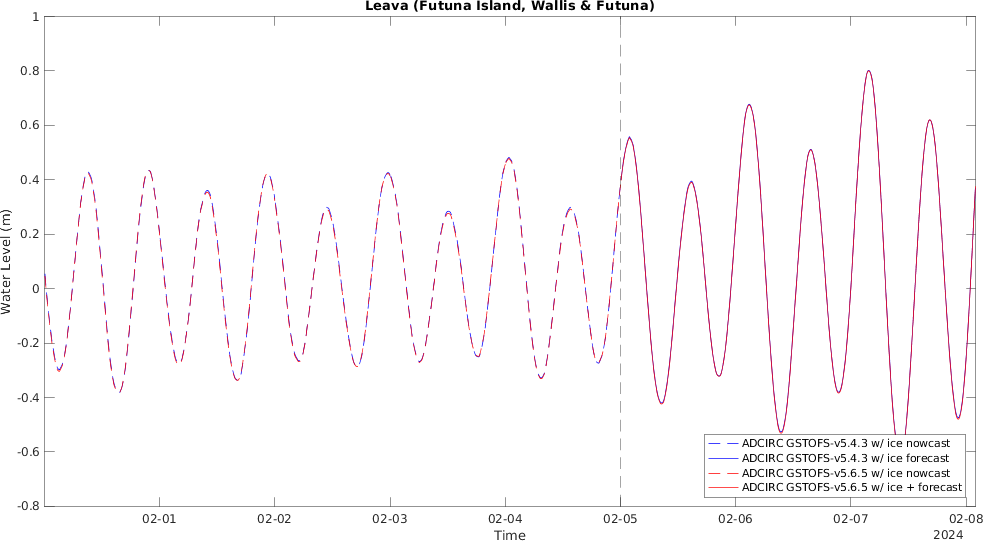 Leava (Futuna Island, Wallis & Futuna)
1
0.8
0.6
0.4
0.2
0
-0.2
-0.4
-0.6
-0.8
Water Level (m)
ADCIRC GSTOFS-v5.4.3 w/ ice nowcast
ADCIRC GSTOFS-v5.4.3 w/ ice forecast
ADCIRC GSTOFS-v5.6.5 w/ ice nowcast
ADCIRC GSTOFS-v5.6.5 w/ ice + forecast
02-01 02-02 02-03 02-04 02-05 02-06 02-07 02-08
Time
2024